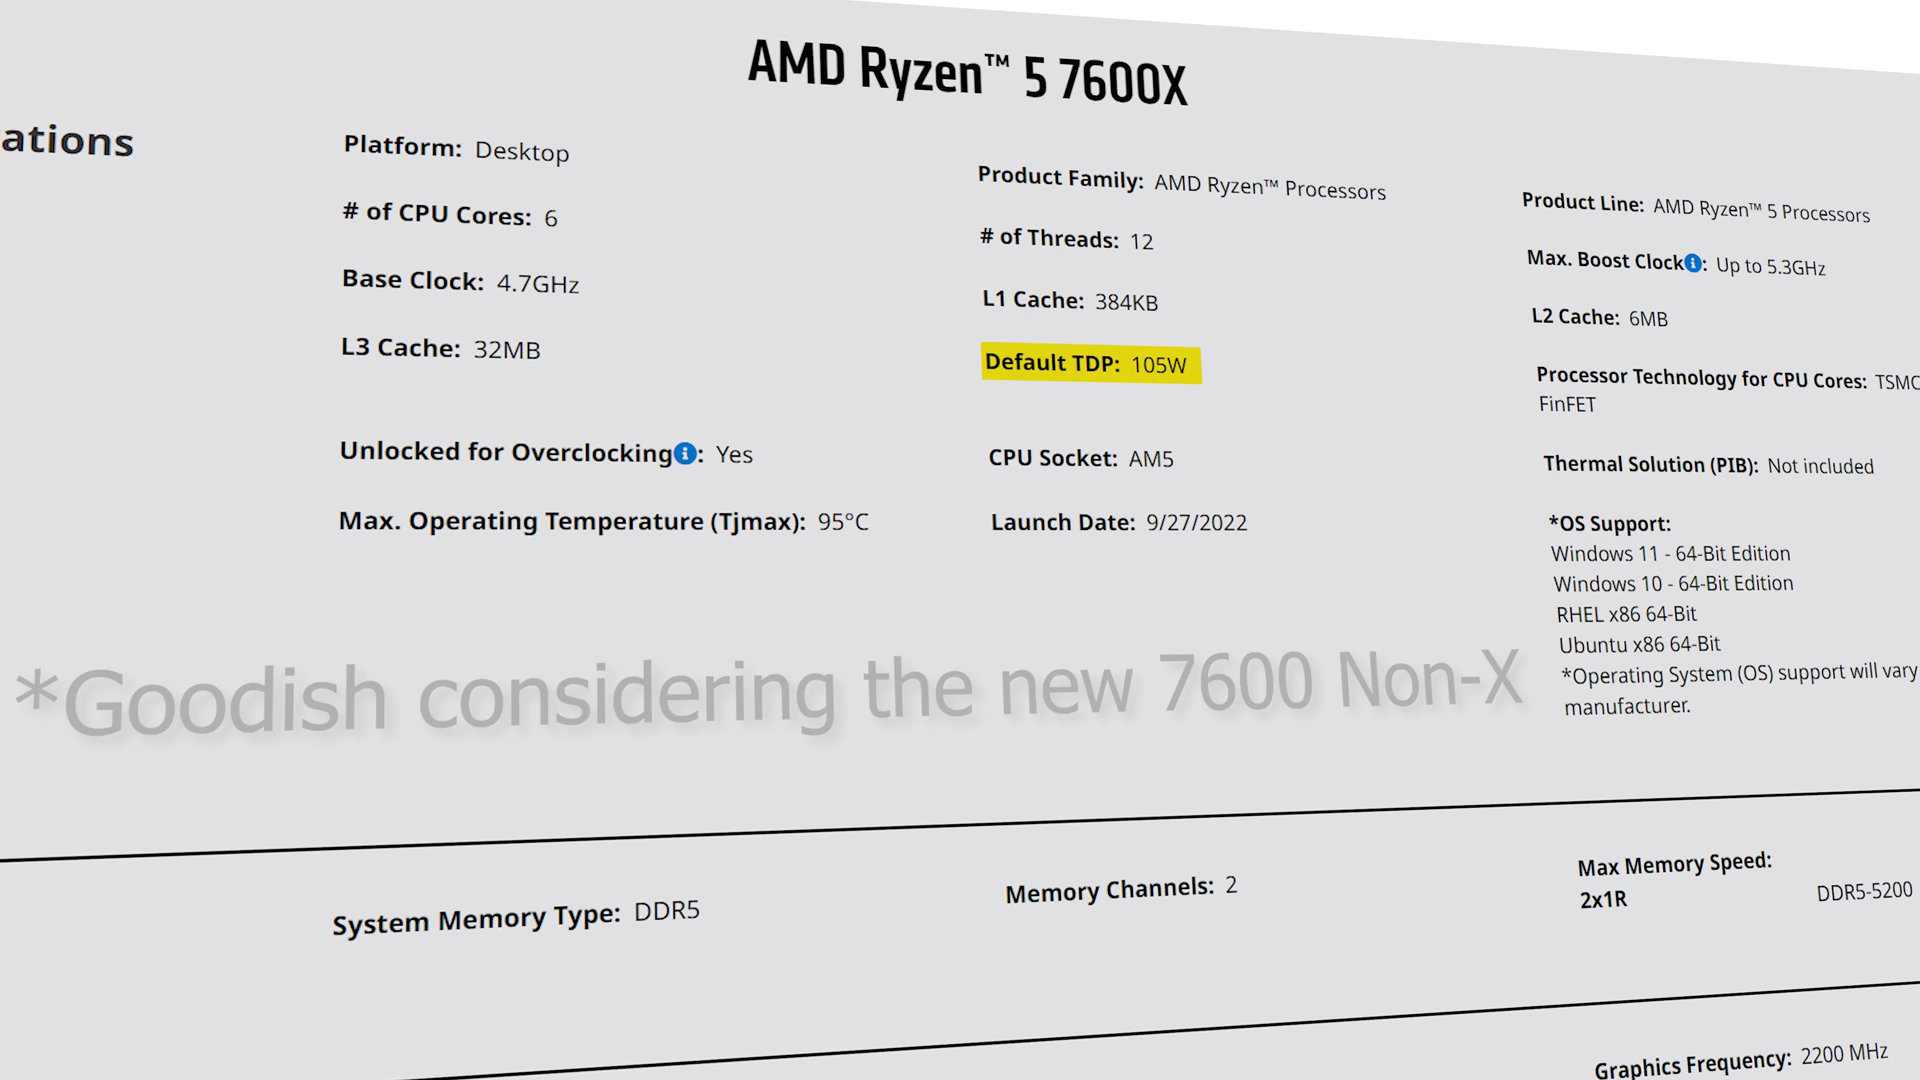 AMD Ryzen™ 5 7600X
ations
Platform: Desktop
Product Family: AMD Ryzen™ Processors
Product Line: AMD Ryzen™ 5 Processors
# of CPU Cores: 6
# of Threads: 12
Max. Boost Clock: Up to 5.3GHz
Base Clock: 4.7GHz
L1 Cache: 384KB
L2 Cache: 6MB
L3 Cache: 32MB
Default TDP: 105W
Processor Technology for CPU Cores: TSMC
FinFET
Unlocked for Overclocking: Yes
CPU Socket: AM5
Thermal Solution (PIB): Not included
Max. Operating Temperature (Tjmax): 95°C
Launch Date: 9/27/2022
*OS Support:
Windows 11 - 64-Bit Edition
Windows 10 - 64-Bit Edition
RHEL x86 64-Bit
Ubuntu x86 64-Bit
*Operating System (OS) support will vary
manufacturer.
*Goodish considering the new 7600 Non-X
System Memory Type: DDR5
Memory Channels: 2
Max Memory Speed:
2x1R DDR5-5200
Graphics Frequency: 2200 MHz